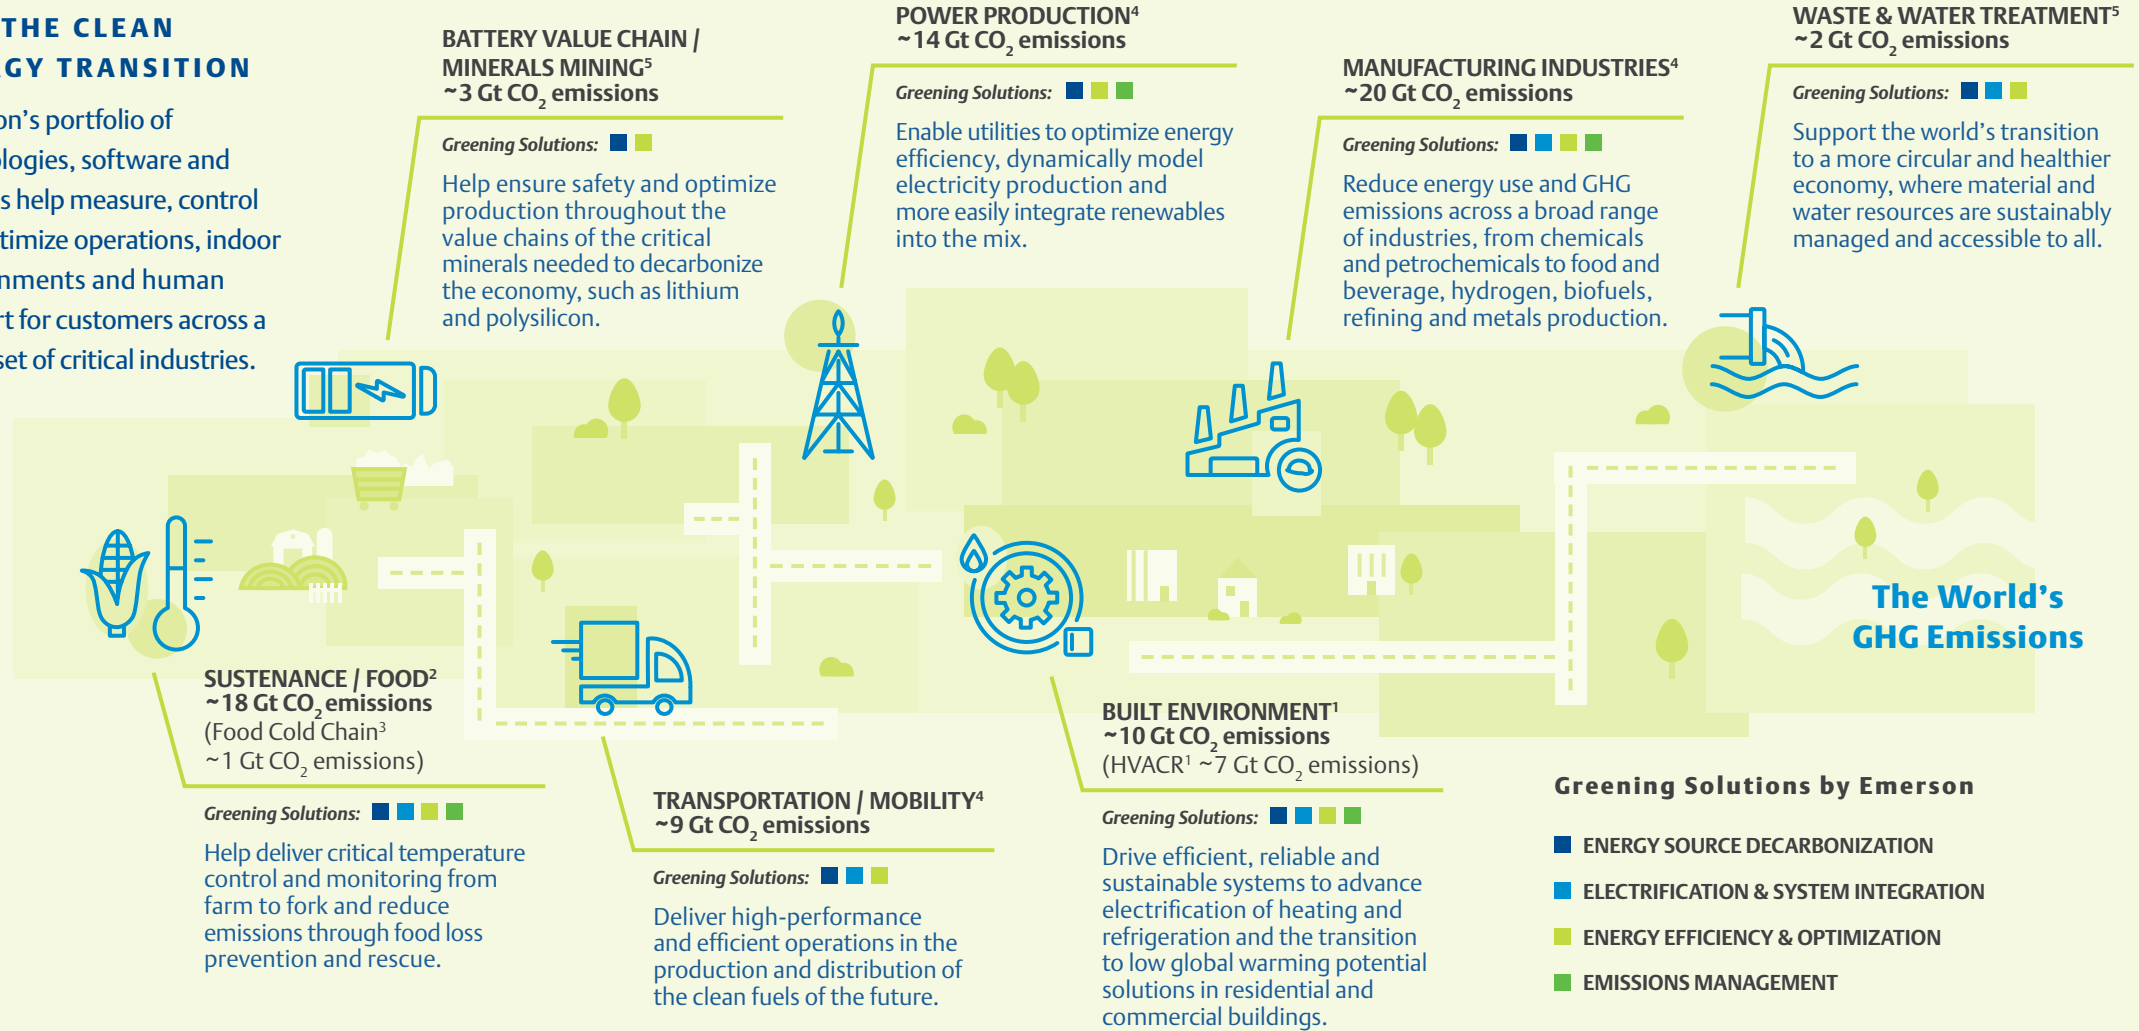 THE CLEAN
GY TRANSITION
on's portfolio of
logies, software and
s help measure, control
timize operations, indoor
nments and human
rt for customers across a
set of critical industries.
BATTERY VALUE CHAIN /
MINERALS MINING⁵
~3 Gt CO₂ emissions
Greening Solutions:
Help ensure safety and optimize
production throughout the
value chains of the critical
minerals needed to decarbonize
the economy, such as lithium
and polysilicon.
POWER PRODUCTION⁴
~14 Gt CO₂ emissions
Greening Solutions:
Enable utilities to optimize energy
efficiency, dynamically model
electricity production and
more easily integrate renewables
into the mix.
MANUFACTURING INDUSTRIES⁴
~20 Gt CO₂ emissions
Greening Solutions:
Reduce energy use and GHG
emissions across a broad range
of industries, from chemicals
and petrochemicals to food and
beverage, hydrogen, biofuels,
refining and metals production.
WASTE & WATER TREATMENT⁵
~2 Gt CO₂ emissions
Greening Solutions:
Support the world's transition
to a more circular and healthier
economy, where material and
water resources are sustainably
managed and accessible to all.
The World's
GHG Emissions
SUSTENANCE / FOOD²
~18 Gt CO₂ emissions
(Food Cold Chain³
~1 Gt CO₂ emissions)
Greening Solutions:
Help deliver critical temperature
control and monitoring from
farm to fork and reduce
emissions through food loss
prevention and rescue.
TRANSPORTATION / MOBILITY⁴
~9 Gt CO₂ emissions
Greening Solutions:
Deliver high-performance
and efficient operations in the
production and distribution of
the clean fuels of the future.
BUILT ENVIRONMENT¹
~10 Gt CO₂ emissions
(HVACR¹ ~7 Gt CO₂ emissions)
Greening Solutions:
Drive efficient, reliable and
sustainable systems to advance
electrification of heating and
refrigeration and the transition
to low global warming potential
solutions in residential and
commercial buildings.
Greening Solutions by Emerson
ENERGY SOURCE DECARBONIZATION
ELECTRIFICATION & SYSTEM INTEGRATION
ENERGY EFFICIENCY & OPTIMIZATION
EMISSIONS MANAGEMENT